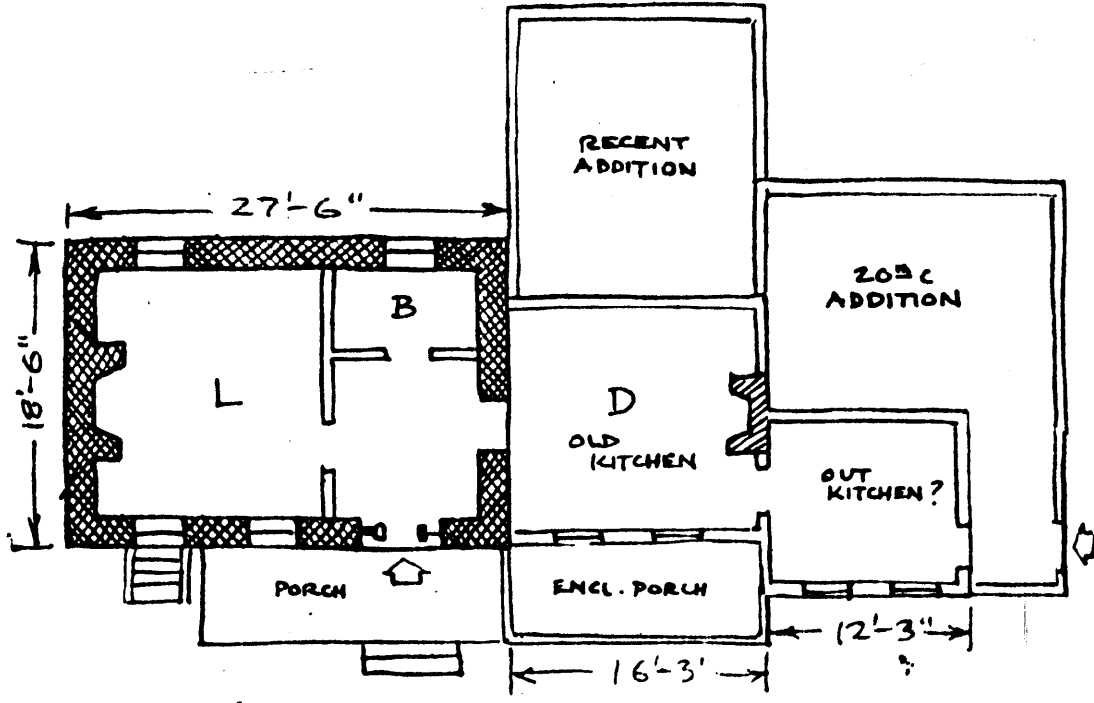 RECENT
ADDITION
27'-6"
20TH C
ADDITION
B
18'-6"
L
D
OLD
KITCHEN
OUT
KITCHEN?
PORCH
ENCL. PORCH
12'-3"
16'-3'